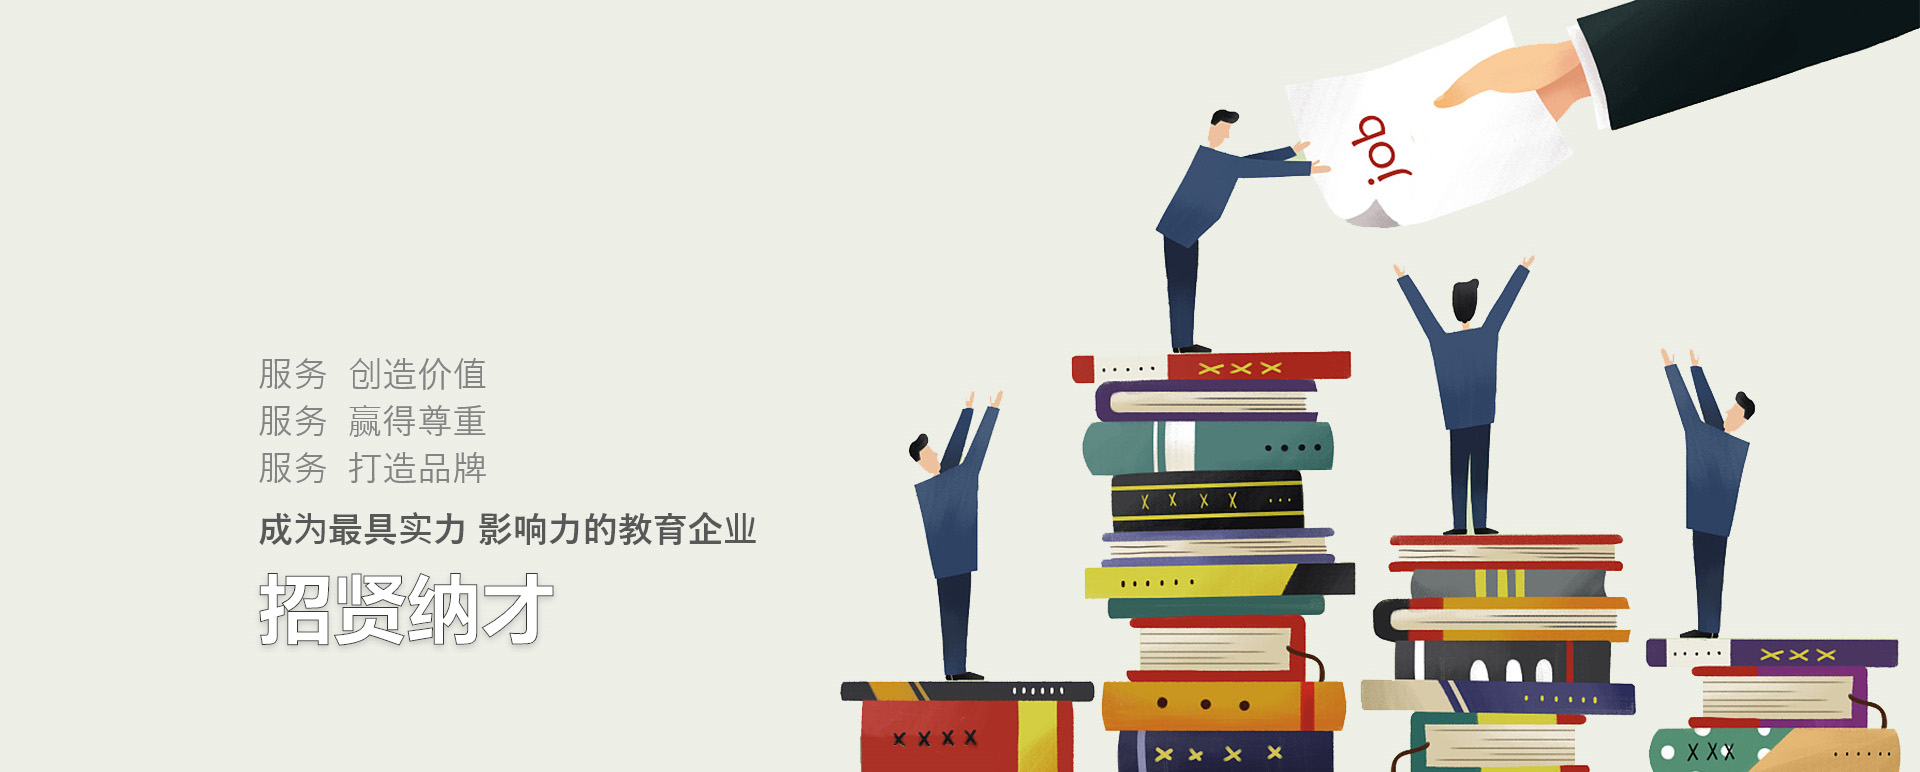 job
服务 创造价值
服务 赢得尊重
服务 打造品牌
成为最具实力 影响力的教育企业
招贤纳才